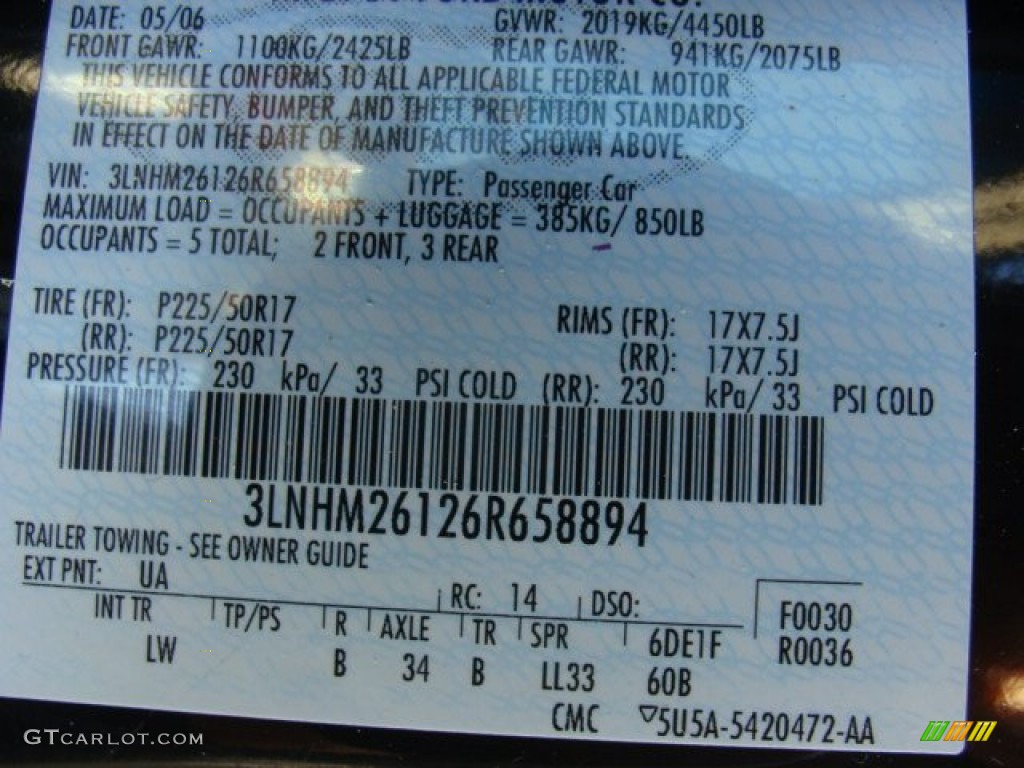 MOTOR CO.
DATE: 05/06 GVWR: 2019KG/4450LB
FRONT GAWR: 1100KG/2425LB REAR GAWR: 941KG/2075LB
THIS VEHICLE CONFORMS TO ALL APPLICABLE FEDERAL MOTOR
VEHICLE SAFETY, BUMPER, AND THEFT PREVENTION STANDARDS
IN EFFECT ON THE DATE OF MANUFACTURE SHOWN ABOVE.
VIN: 3LNHM26126R658894 TYPE: Passenger Car
MAXIMUM LOAD = OCCUPANTS + LUGGAGE = 385KG/ 850LB
OCCUPANTS = 5 TOTAL; 2 FRONT, 3 REAR
TIRE (FR): P225/50R17 RIMS (FR): 17X7.5J
(RR): P225/50R17 (RR): 17X7.5J
PRESSURE (FR): 230 kPa/ 33 PSI COLD (RR): 230 kPa/ 33 PSI COLD
3LNHM26126R658894
TRAILER TOWING - SEE OWNER GUIDE
EXT PNT: UA RC: 14 DSO: F0030
INT TR TP/PS R AXLE TR SPR 6DE1F R0036
LW B 34 B LL33 60B
CMC ▽5U5A-5420472-AA
GTCARLOT.COM